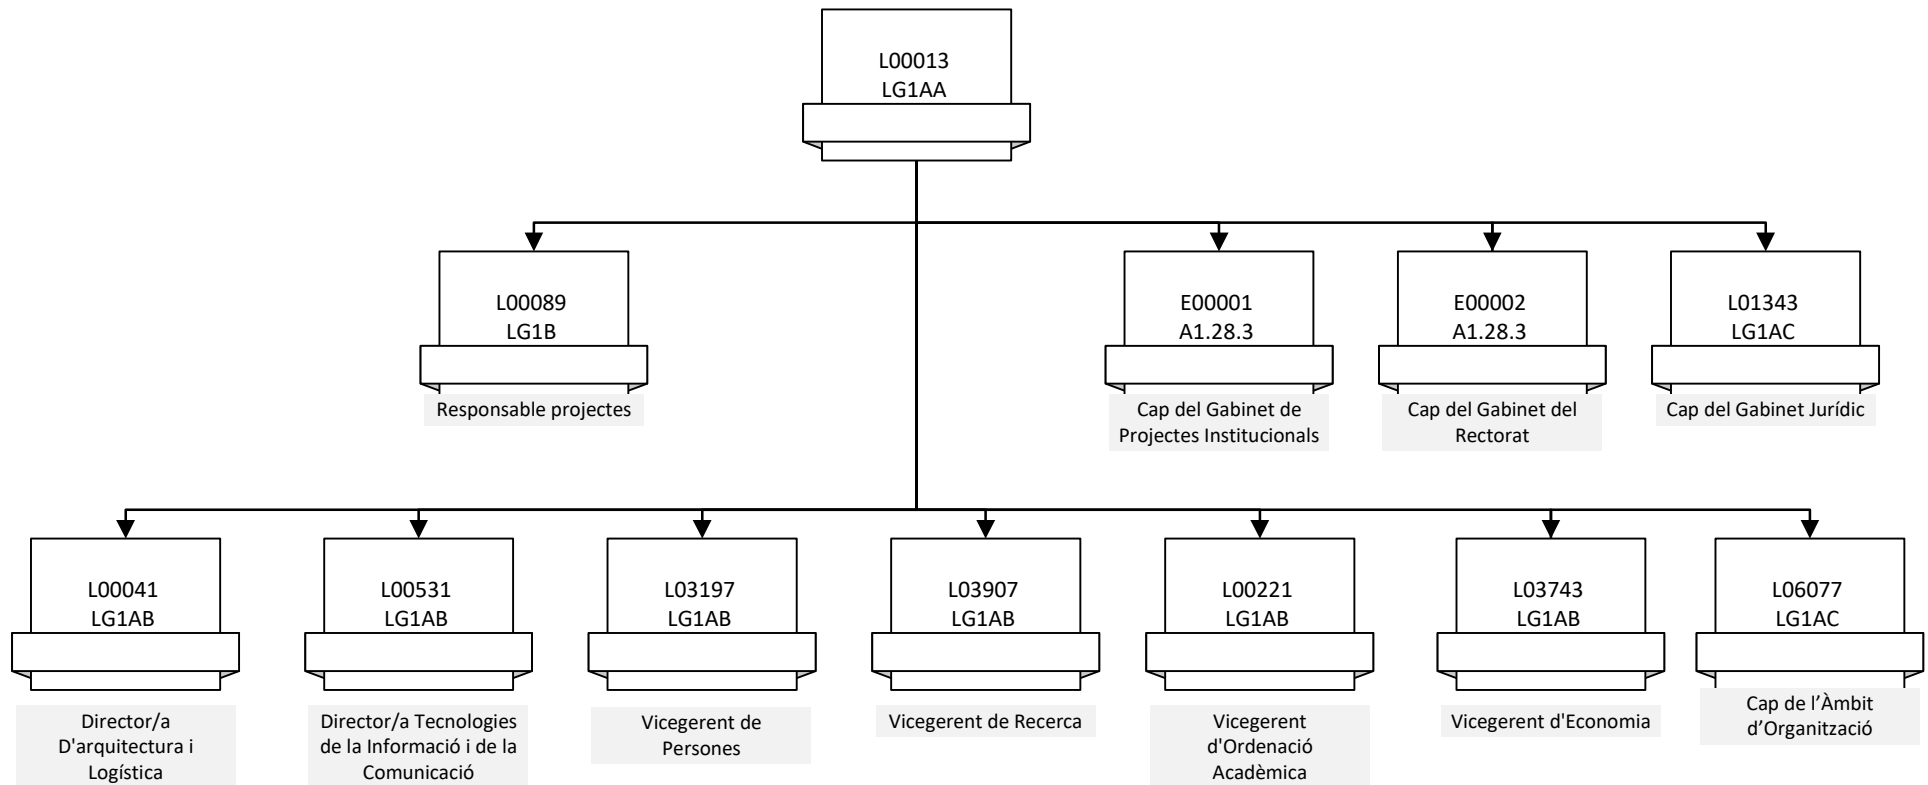 L00013
LG1AA
L00089
LG1B
Responsable projectes
E00001
A1.28.3
Cap del Gabinet de
Projectes Institucionals
E00002
A1.28.3
Cap del Gabinet del
Rectorat
L01343
LG1AC
Cap del Gabinet Jurídic
L00041
LG1AB
Director/a
D'arquitectura i
Logística
L00531
LG1AB
Director/a Tecnologies
de la Informació i de la
Comunicació
L03197
LG1AB
Vicegerent de
Persones
L03907
LG1AB
Vicegerent de Recerca
L00221
LG1AB
Vicegerent
d'Ordenació
Acadèmica
L03743
LG1AB
Vicegerent d'Economia
L06077
LG1AC
Cap de l’Àmbit
d’Organització